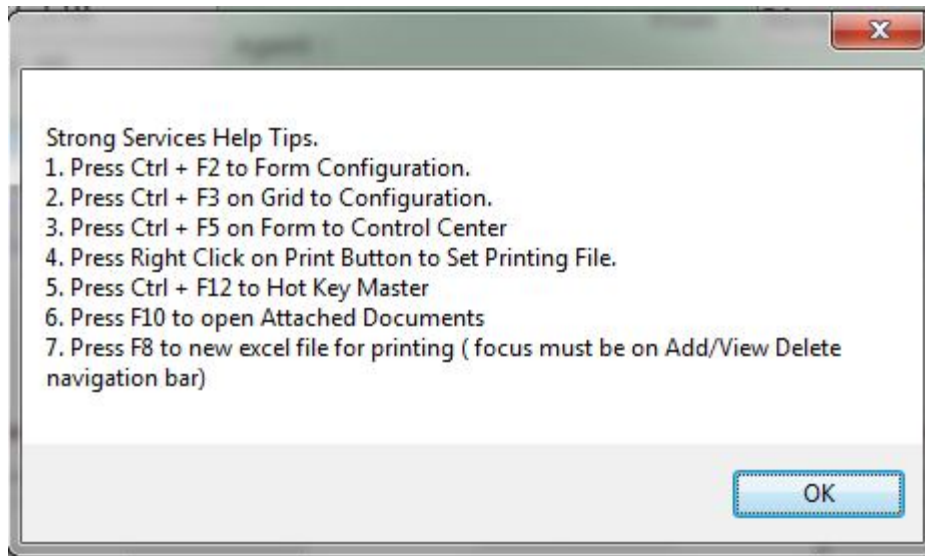 Strong Services Help Tips.
1. Press Ctrl + F2 to Form Configuration.
2. Press Ctrl + F3 on Grid to Configuration.
3. Press Ctrl + F5 on Form to Control Center
4. Press Right Click on Print Button to Set Printing File.
5. Press Ctrl + F12 to Hot Key Master
6. Press F10 to open Attached Documents
7. Press F8 to new excel file for printing ( focus must be on Add/View Delete
navigation bar)
OK